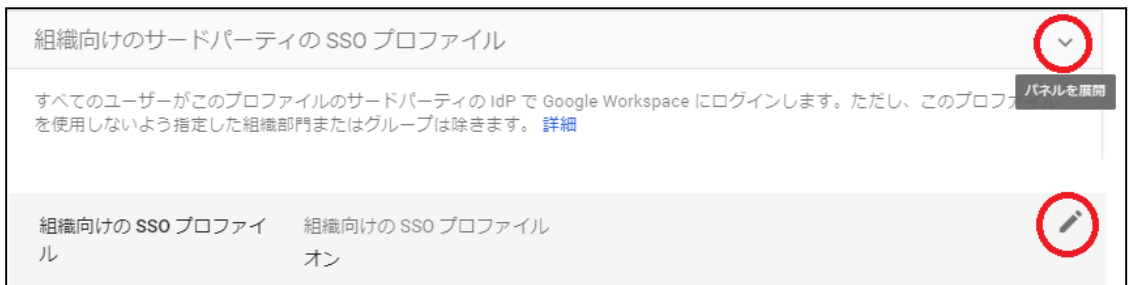 組織向けのサードパーティの SSO プロファイル
パネルを展開
すべてのユーザーがこのプロファイルのサードパーティの IdP で Google Workspace にログインします。ただし、このプロファイル
を使用しないよう指定した組織部門またはグループは除きます。 詳細
組織向けの SSO プロファイ
ル
組織向けの SSO プロファイル
オン